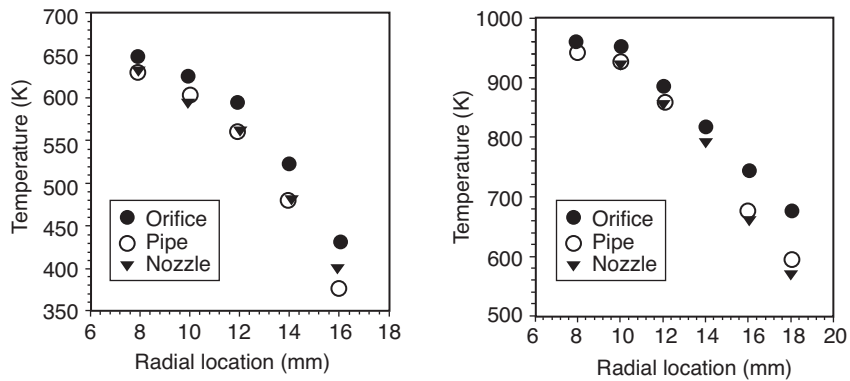 700
650
600
550
500
450
400
350
Temperature (K)
Orifice
Pipe
Nozzle
6 8 10 12 14 16 18
Radial location (mm)
1000
900
800
700
600
500
Temperature (K)
Orifice
Pipe
Nozzle
6 8 10 12 14 16 18 20
Radial location (mm)